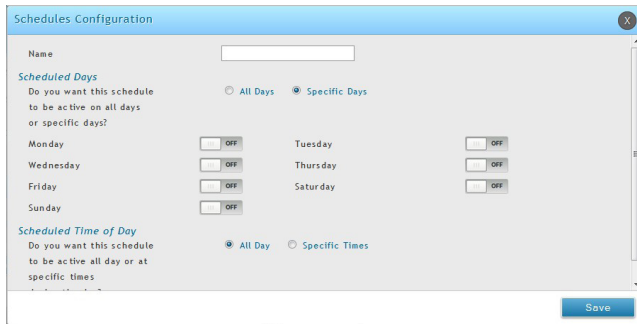 Schedules Configuration
X
Name
Scheduled Days
Do you want this schedule
to be active on all days
or specific days?
All Days Specific Days
Monday OFF Tuesday OFF
Wednesday OFF Thursday OFF
Friday OFF Saturday OFF
Sunday OFF
Scheduled Time of Day
Do you want this schedule
to be active all day or at
specific times
All Day Specific Times
Save